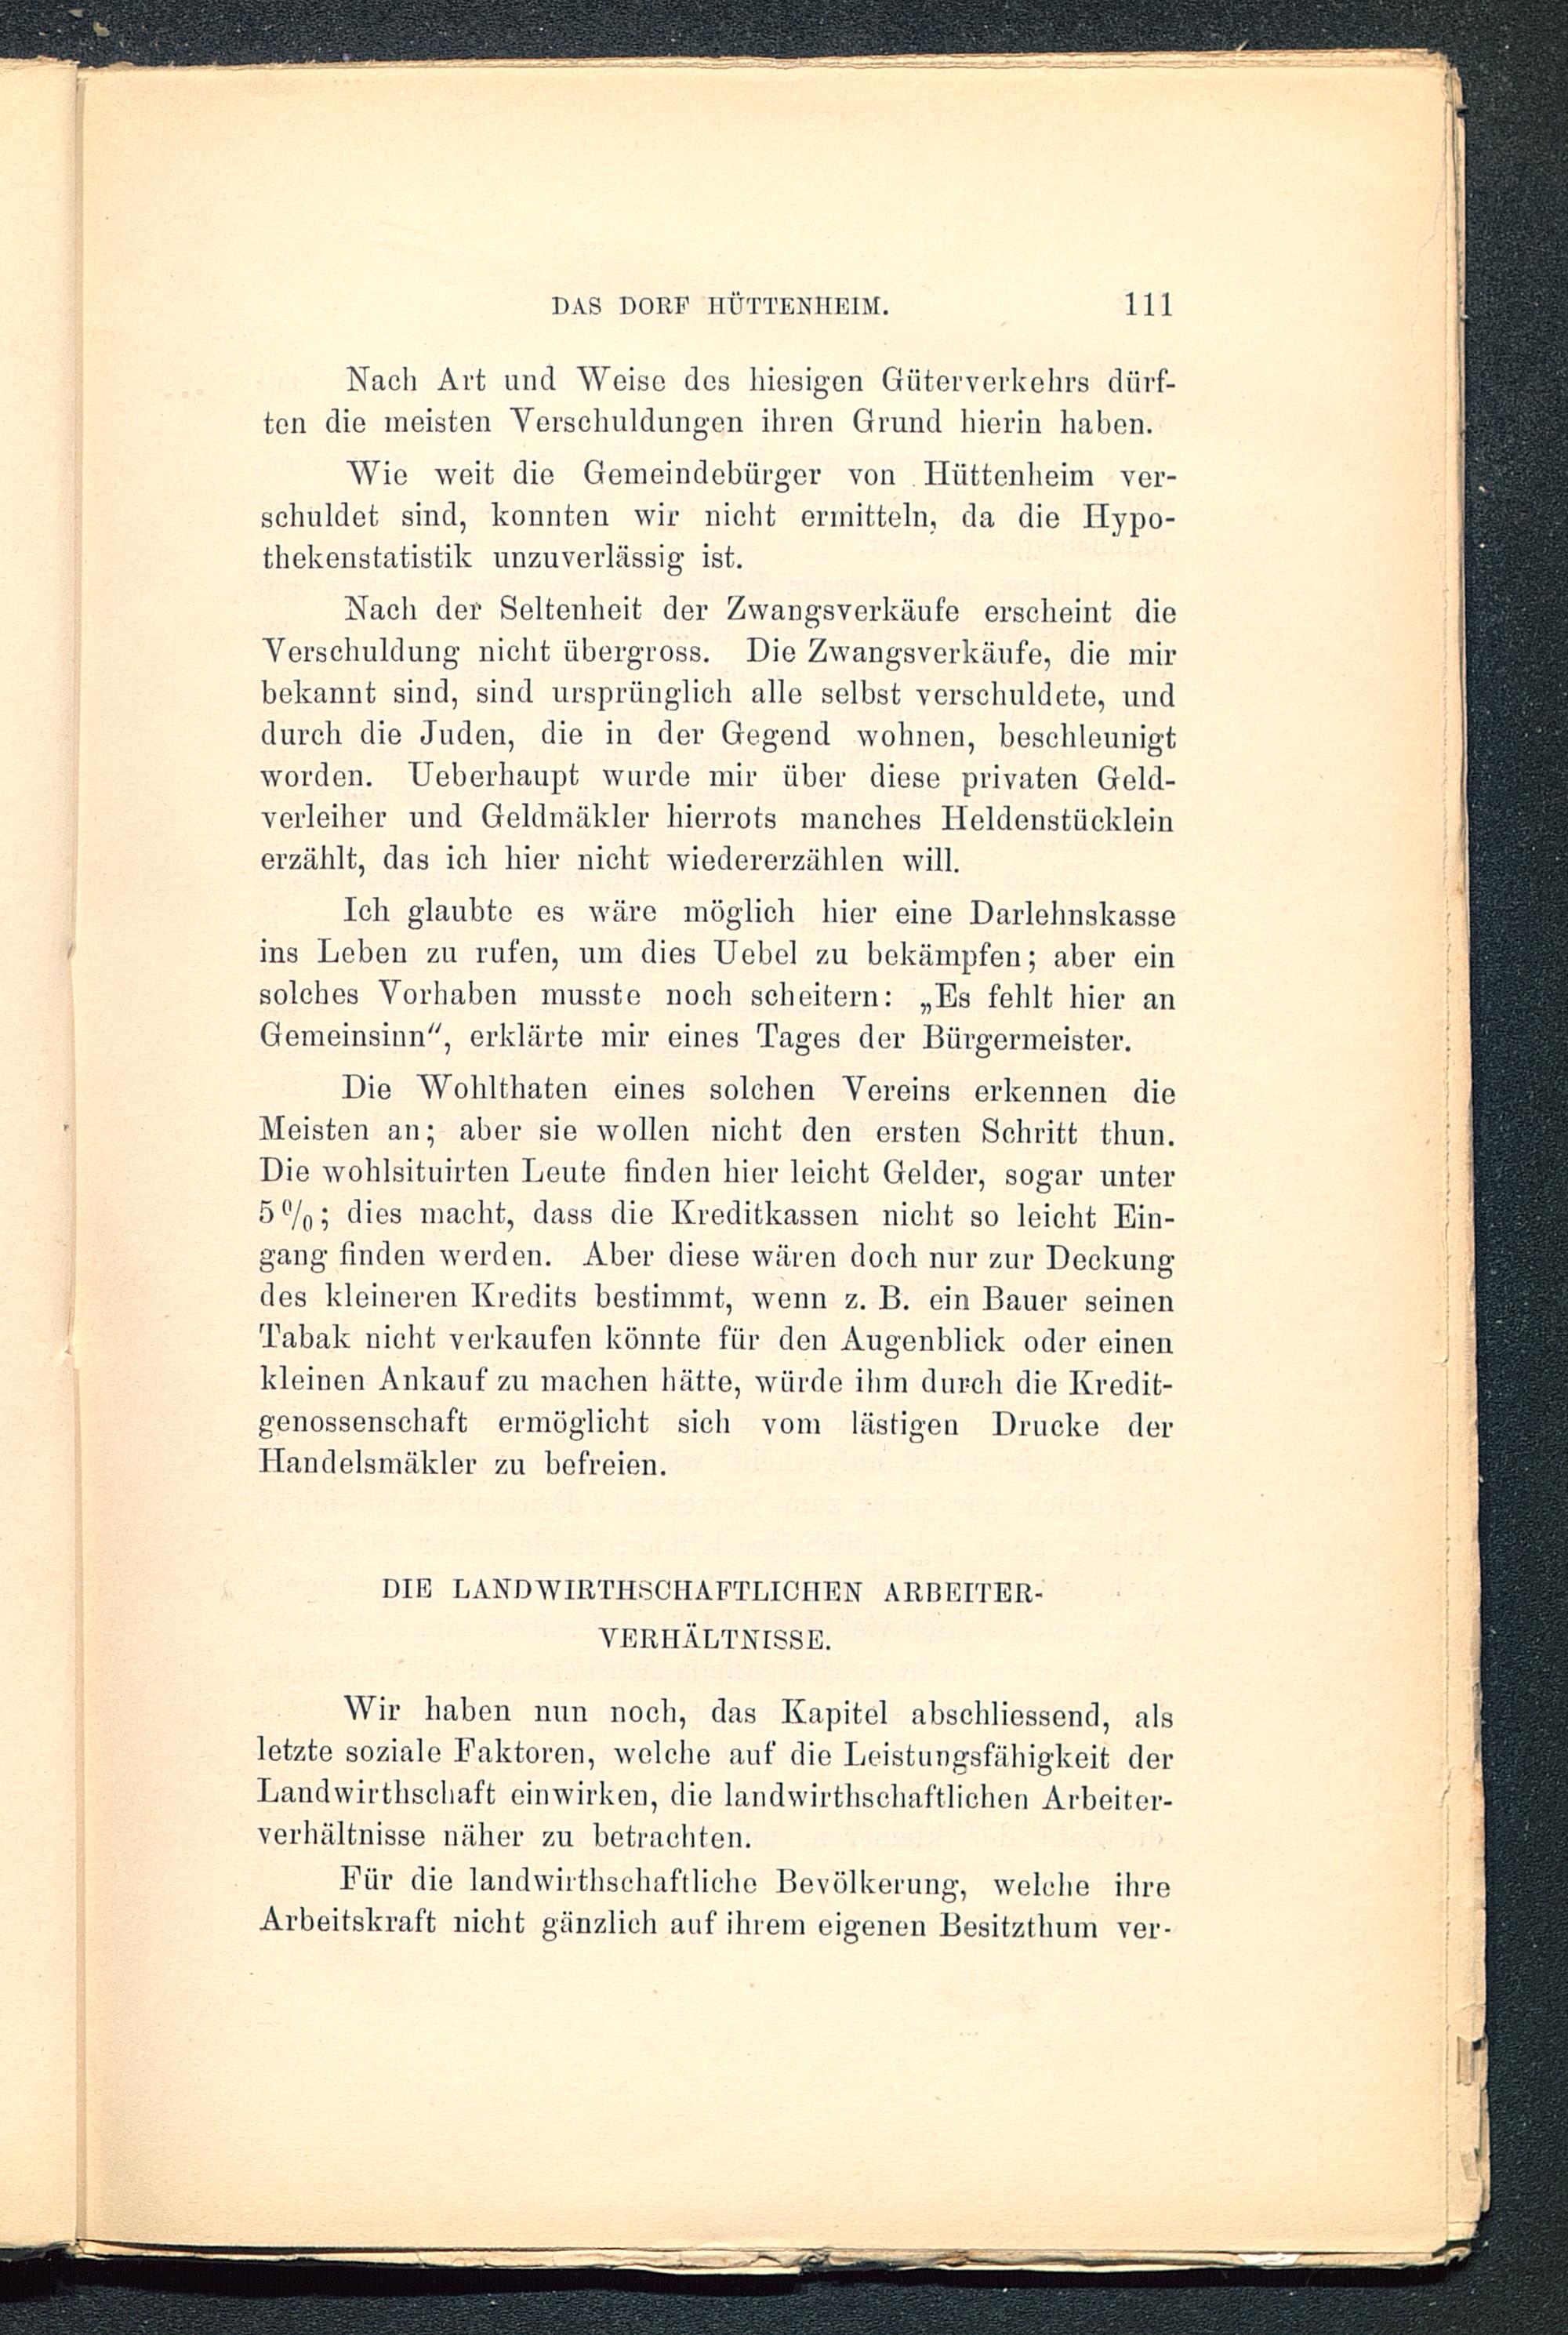 DAS DORF HÜTTENHEIM. 111
Nach Art und Weise des hiesigen Güterverkehrs dürf-
ten die meisten Verschuldungen ihren Grund hierin haben.
Wie weit die Gemeindebürger von Hüttenheim ver-
schuldet sind, konnten wir nicht ermitteln, da die Hypo-
thekenstatistik unzuverlässig ist.
Nach der Seltenheit der Zwangsverkäufe erscheint die
Verschuldung nicht übergross. Die Zwangsverkäufe, die mir
bekannt sind, sind ursprünglich alle selbst verschuldete, und
durch die Juden, die in der Gegend wohnen, beschleunigt
worden. Ueberhaupt wurde mir über diese privaten Geld-
verleiher und Geldmäkler hierrots manches Heldenstücklein
erzählt, das ich hier nicht wiedererzählen will.
Ich glaubte es wäre möglich hier eine Darlehnskasse
ins Leben zu rufen, um dies Uebel zu bekämpfen; aber ein
solches Vorhaben musste noch scheitern: „Es fehlt hier an
Gemeinsinn“, erklärte mir eines Tages der Bürgermeister.
Die Wohlthaten eines solchen Vereins erkennen die
Meisten an; aber sie wollen nicht den ersten Schritt thun.
Die wohlsituirten Leute finden hier leicht Gelder, sogar unter
5 %; dies macht, dass die Kreditkassen nicht so leicht Ein-
gang finden werden. Aber diese wären doch nur zur Deckung
des kleineren Kredits bestimmt, wenn z. B. ein Bauer seinen
Tabak nicht verkaufen könnte für den Augenblick oder einen
kleinen Ankauf zu machen hätte, würde ihm durch die Kredit-
genossenschaft ermöglicht sich vom lästigen Drucke der
Handelsmäkler zu befreien.
DIE LANDWIRTHSCHAFTLICHEN ARBEITER-
VERHÄLTNISSE.
Wir haben nun noch, das Kapitel abschliessend, als
letzte soziale Faktoren, welche auf die Leistungsfähigkeit der
Landwirthschaft einwirken, die landwirthschaftlichen Arbeiter-
verhältnisse näher zu betrachten.
Für die landwirthschaftliche Bevölkerung, welche ihre
Arbeitskraft nicht gänzlich auf ihrem eigenen Besitzthum ver-